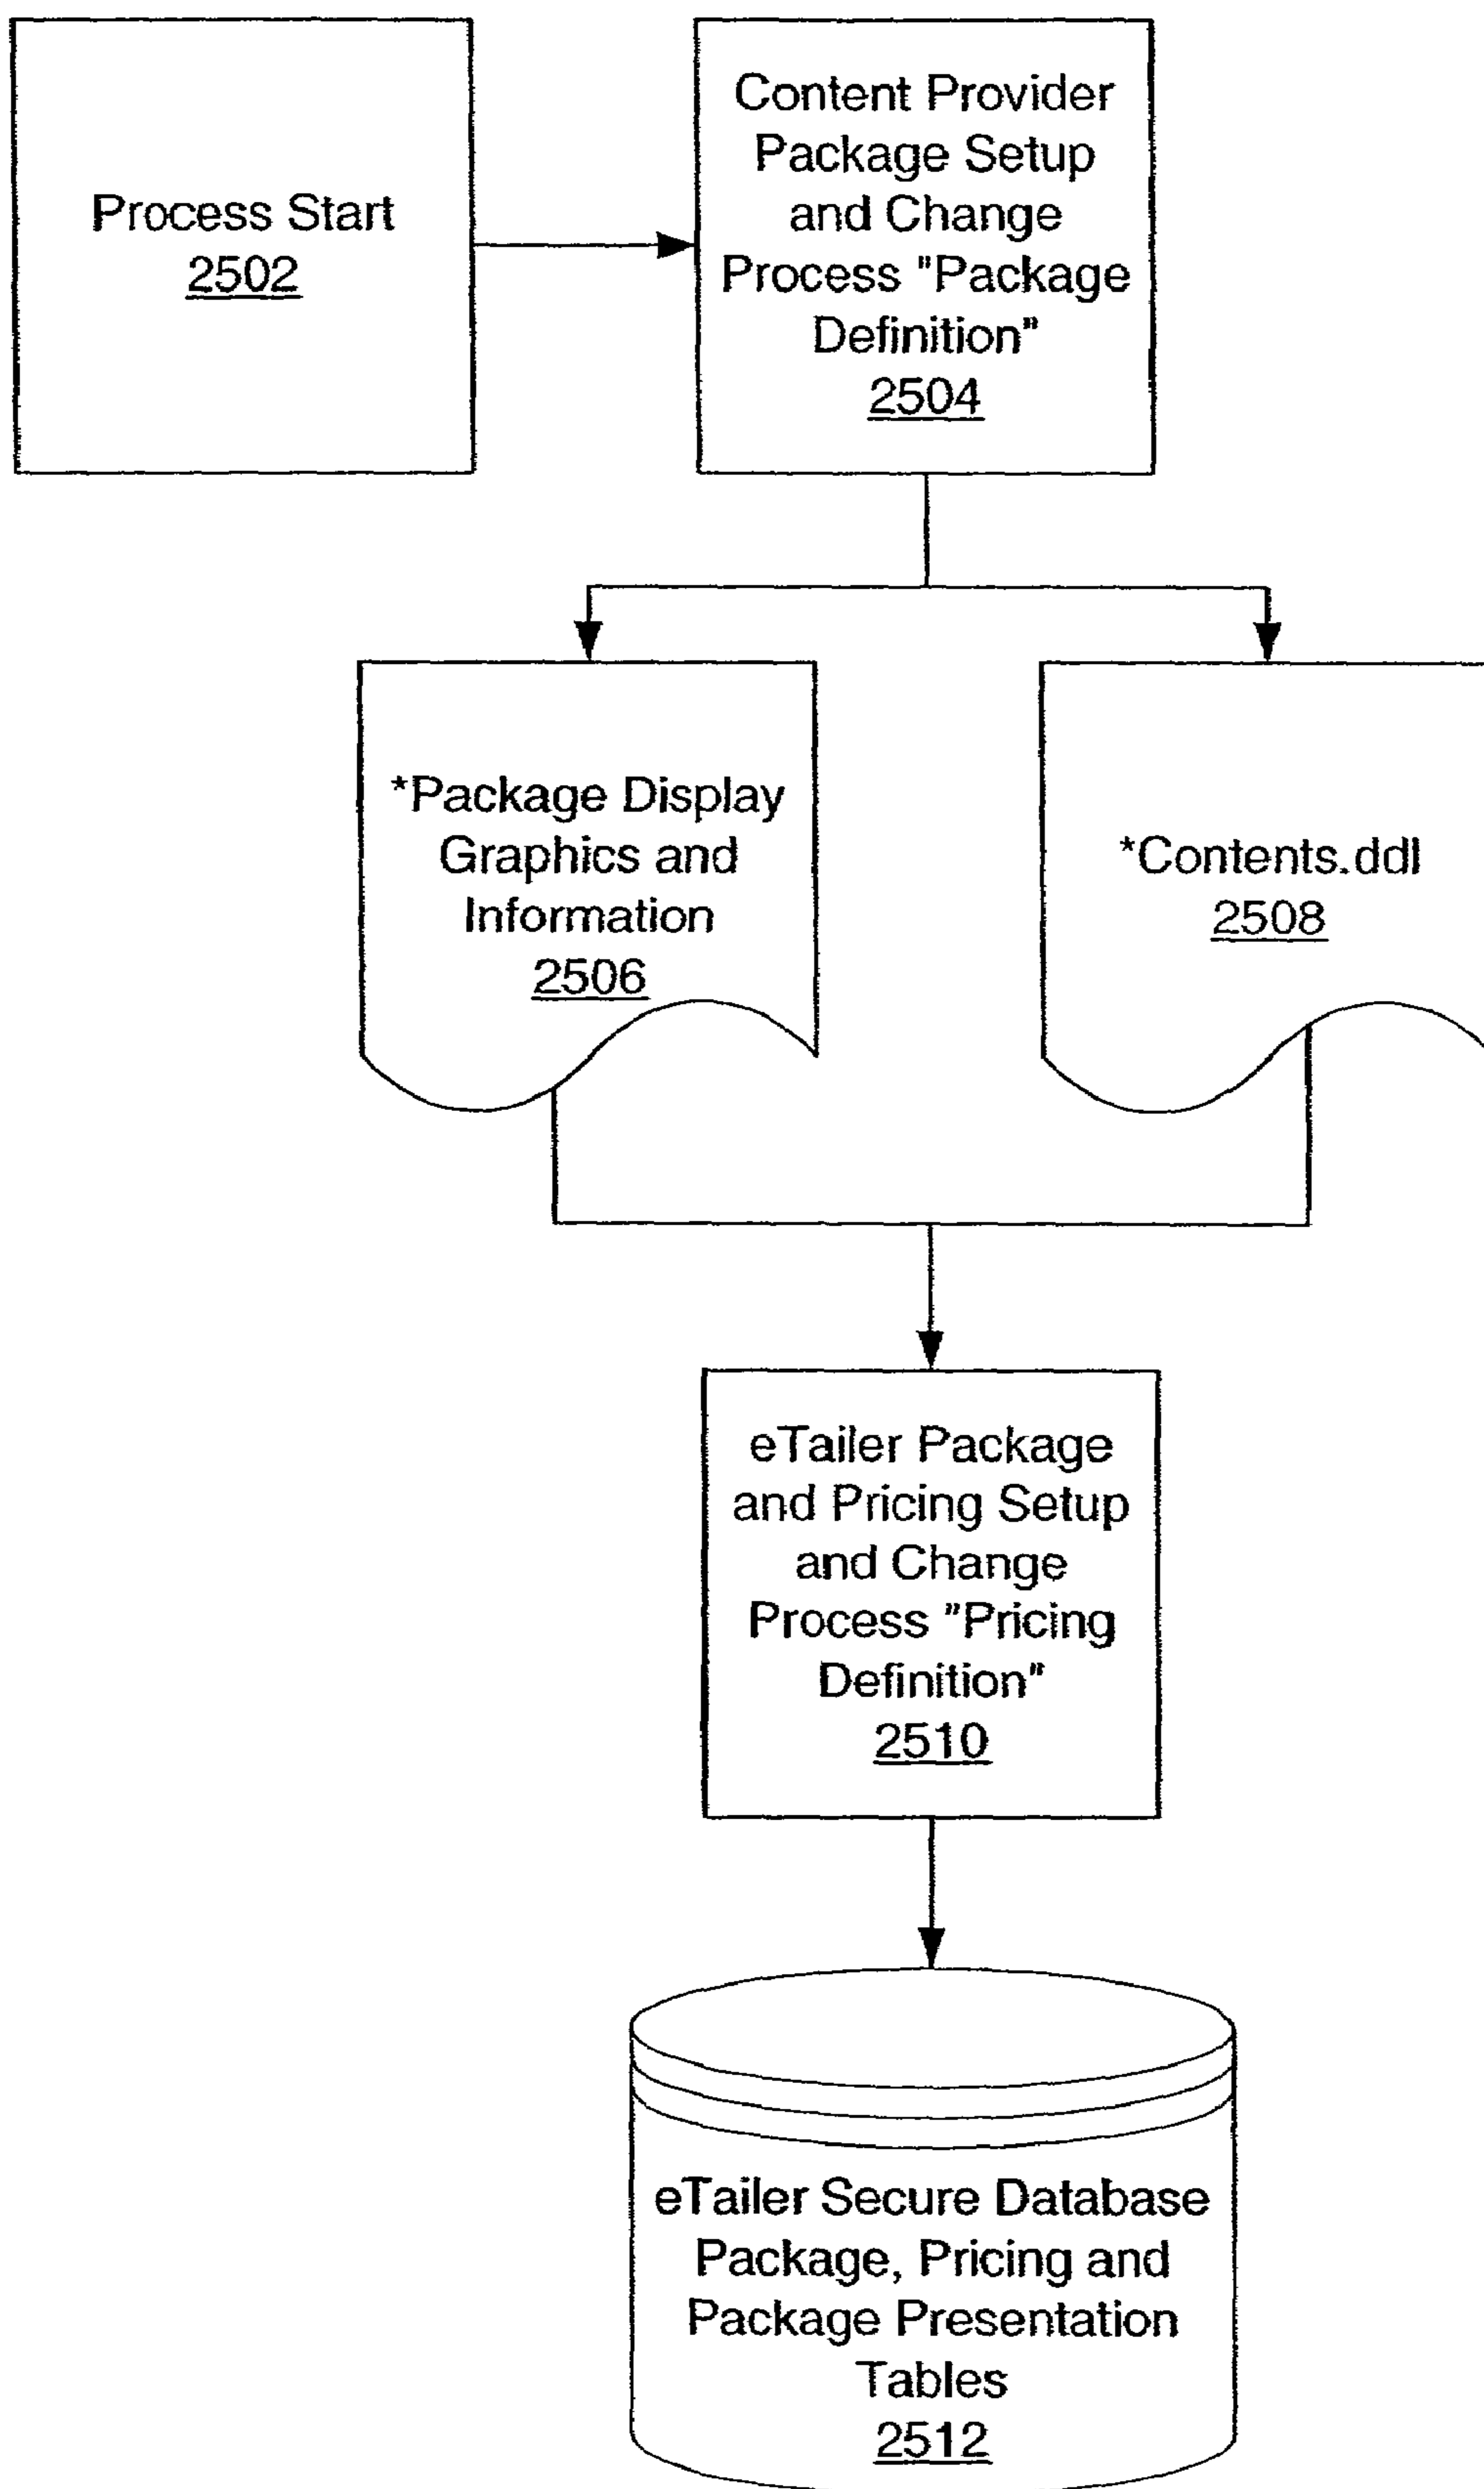 Process Start
2502
Content Provider
Package Setup
and Change
Process "Package
Definition"
2504
*Package Display
Graphics and
Information
2506
*Contents.ddl
2508
eTailer Package
and Pricing Setup
and Change
Process "Pricing
Definition"
2510
eTailer Secure Database
Package, Pricing and
Package Presentation
Tables
2512